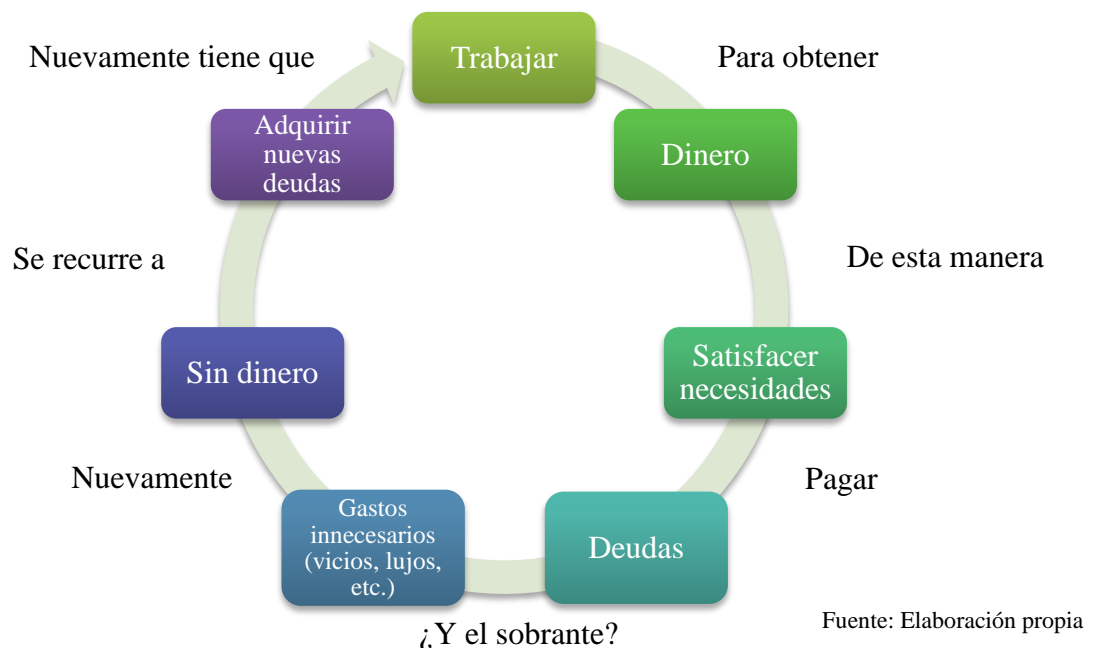 Trabajar
Para obtener
Dinero
De esta manera
Satisfacer
necesidades
Pagar
Deudas
¿Y el sobrante?
Gastos
innecesarios
(vicios, lujos,
etc.)
Nuevamente
Sin dinero
Se recurre a
Adquirir
nuevas
deudas
Nuevamente tiene que
Fuente: Elaboración propia